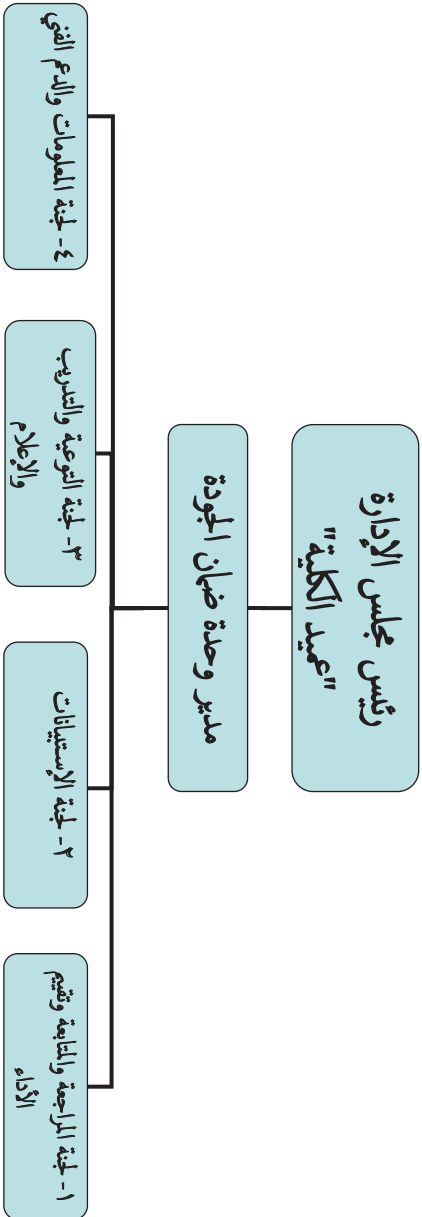 رئيس مجلس الإدارة
"عميد الكلية"
مدير وحدة ضمان الجودة
١- لجنة المراجعة والمتابعة وتقييم
الأداء
٢- لجنة الإستبيانات
٣- لجنة التوعية والتدريب
والإعلام
٤- لجنة المعلومات والدعم الفني